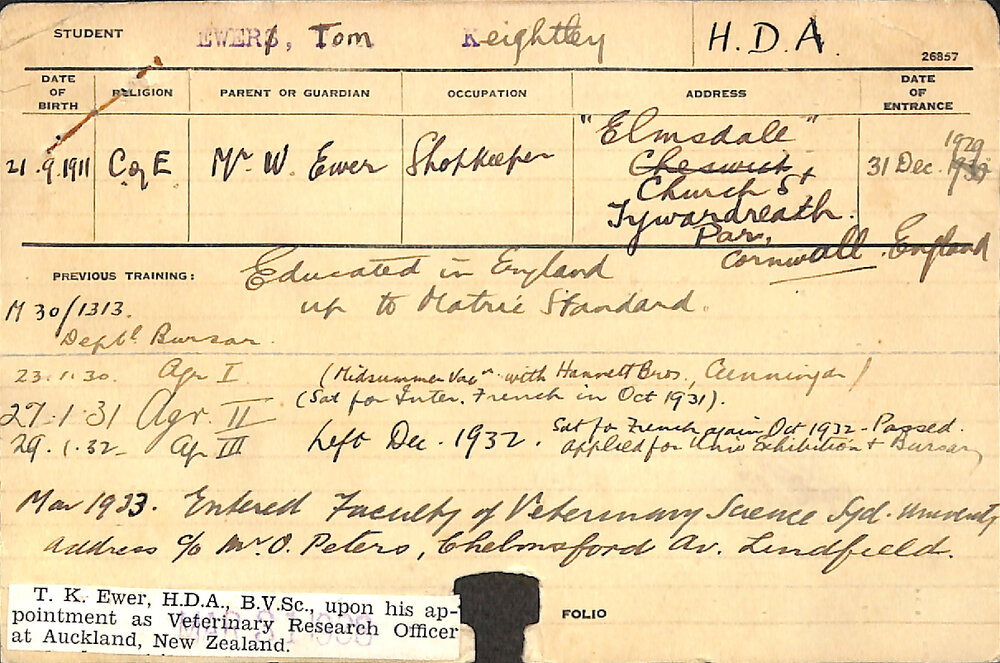 STUDENT EWERS, Tom Keightley H.D.A. 26857
DATE OF BIRTH RELIGION PARENT OR GUARDIAN OCCUPATION ADDRESS DATE OF ENTRANCE
21.9.1911 C of E Mr W. Ewer Shopkeeper "Elmsdale" 31 Dec. 1929 1930
Cheswick
Church St
Tywardreath.
Par,
Cornwall. England
PREVIOUS TRAINING: Educated in England
M 30/1313. up to Matric Standard.
Deptl Bursar.
23.1.30. Agr I (Midsummer Vacn with Hannett Bros.,
(Sat for Inter. French in Oct 1931).
27.1.31 Agr. II
29.1.32. Agr III Left Dec. 1932. Sat for French again Oct 1932 - Passed.
applied for Univ Exhibition + Bursary
Mar 1933. Entered Faculty of Veterinary Science Syd. University
address c/o Mr. O. Peters, Chelmsford Av. Lindfield.
T. K. Ewer, H.D.A., B.V.Sc., upon his ap-
pointment as Veterinary Research Officer
at Auckland, New Zealand.
FOLIO